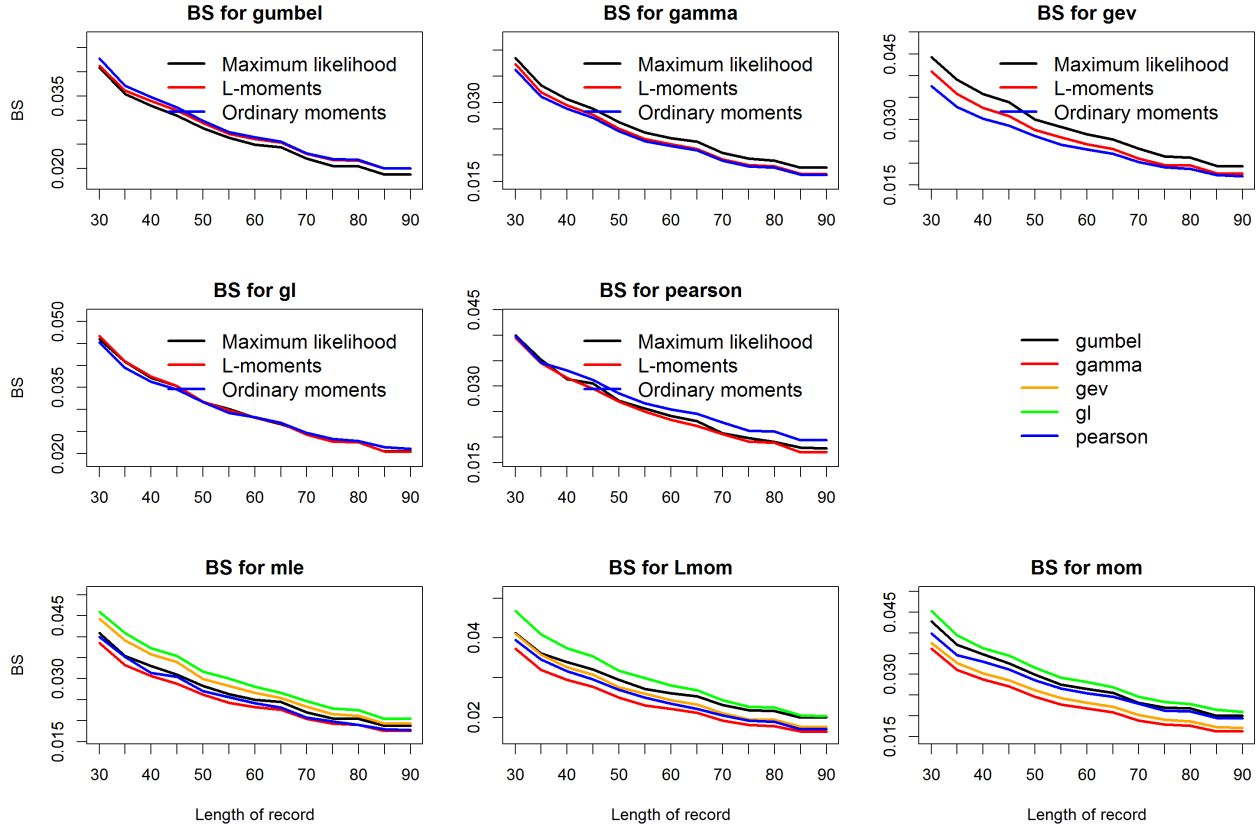 BS for gumbel
BS for gamma
BS for gev
BS
0.020 0.035
0.015 0.030
0.015 0.030 0.045
Maximum likelihood
L-moments
Ordinary moments
Maximum likelihood
L-moments
Ordinary moments
Maximum likelihood
L-moments
Ordinary moments
30 40 50 60 70 80 90
30 40 50 60 70 80 90
30 40 50 60 70 80 90
BS for gl
BS for pearson
BS
0.020 0.035 0.050
0.015 0.030 0.045
Maximum likelihood
L-moments
Ordinary moments
Maximum likelihood
L-moments
Ordinary moments
gumbel
gamma
gev
gl
pearson
30 40 50 60 70 80 90
30 40 50 60 70 80 90
BS for mle
BS for Lmom
BS for mom
BS
0.015 0.030 0.045
0.02 0.04
0.015 0.030 0.045
30 40 50 60 70 80 90
30 40 50 60 70 80 90
30 40 50 60 70 80 90
Length of record
Length of record
Length of record